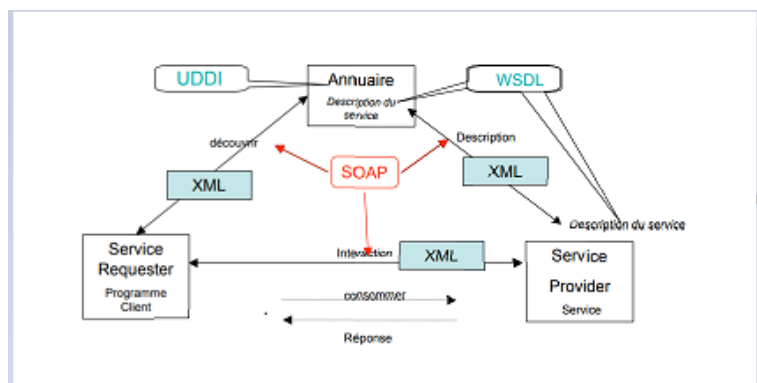 UDDI
Annuaire
Description du
service
WSDL
découvrir
Description
SOAP
XML
XML
Description du service
Service
Requester
Programme
Client
Interaction
XML
Service
Provider
Service
consommer
Réponse